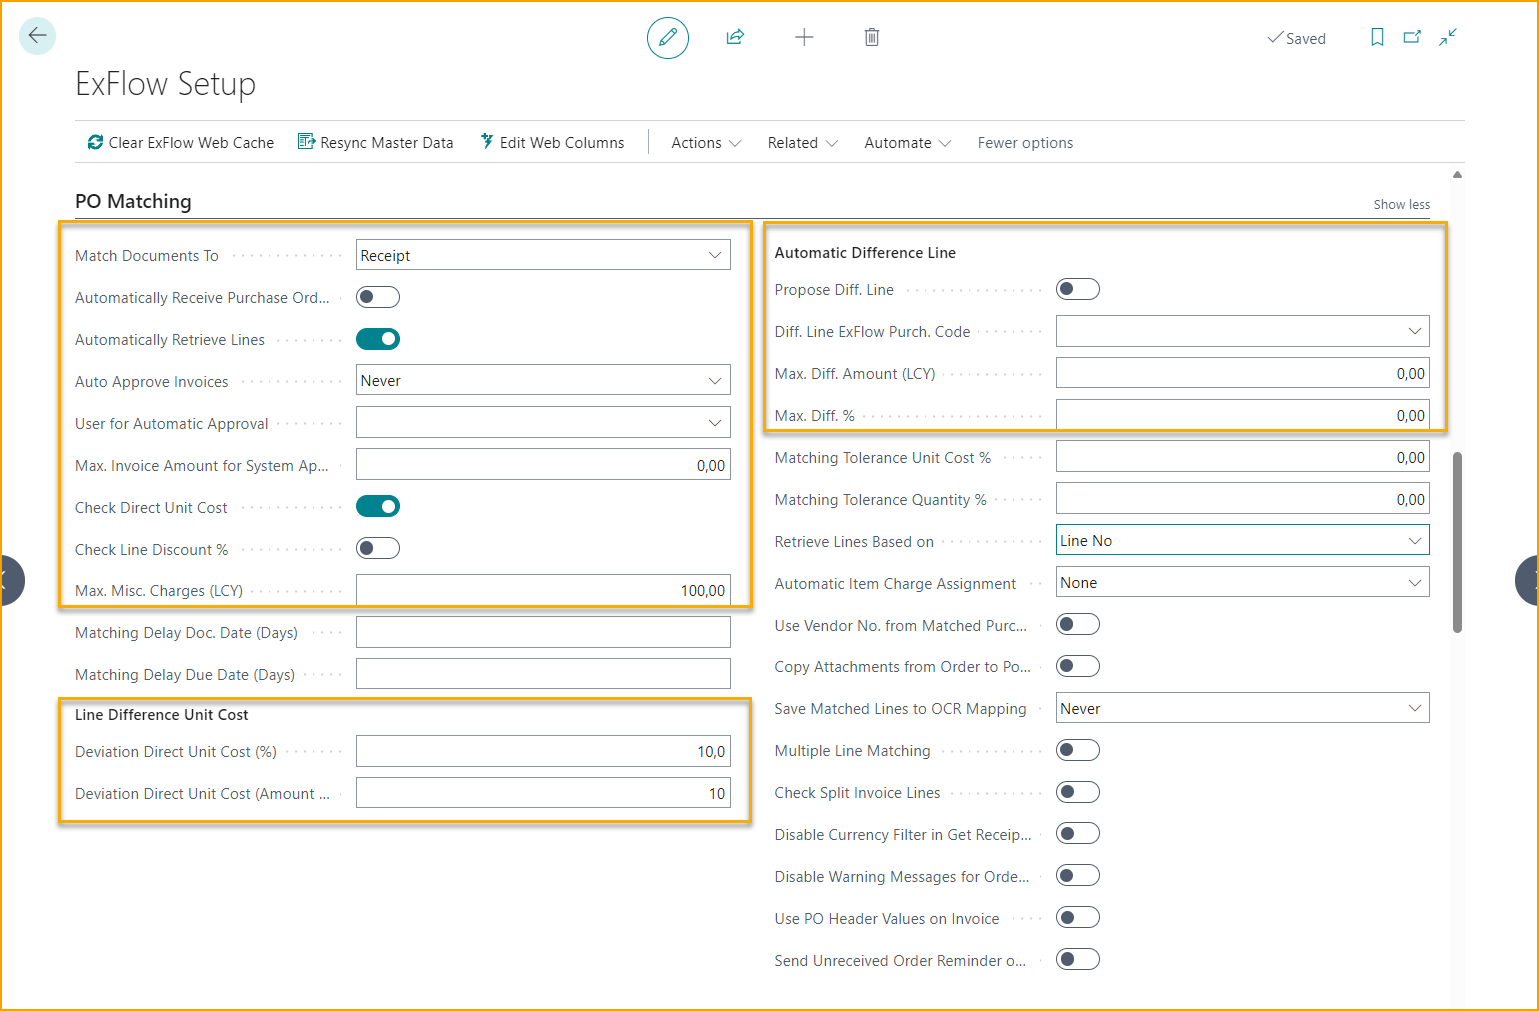 Saved
ExFlow Setup
Clear ExFlow Web Cache
Resync Master Data
Edit Web Columns
Actions
Related
Automate
Fewer options
PO Matching
Show less
Match Documents To
Receipt
Automatically Receive Purchase Ord...
Automatically Retrieve Lines
Auto Approve Invoices
Never
User for Automatic Approval
Max. Invoice Amount for System Ap...
0,00
Check Direct Unit Cost
Check Line Discount %
Max. Misc. Charges (LCY)
100,00
Matching Delay Doc. Date (Days)
Matching Delay Due Date (Days)
Line Difference Unit Cost
Deviation Direct Unit Cost (%)
10,0
Deviation Direct Unit Cost (Amount ...
10
Automatic Difference Line
Propose Diff. Line
Diff. Line ExFlow Purch. Code
Max. Diff. Amount (LCY)
0,00
Max. Diff. %
0,00
Matching Tolerance Unit Cost %
0,00
Matching Tolerance Quantity %
0,00
Retrieve Lines Based on
Line No
Automatic Item Charge Assignment
None
Use Vendor No. from Matched Purc...
Copy Attachments from Order to Po...
Save Matched Lines to OCR Mapping
Never
Multiple Line Matching
Check Split Invoice Lines
Disable Currency Filter in Get Receip...
Disable Warning Messages for Orde...
Use PO Header Values on Invoice
Send Unreceived Order Reminder o...